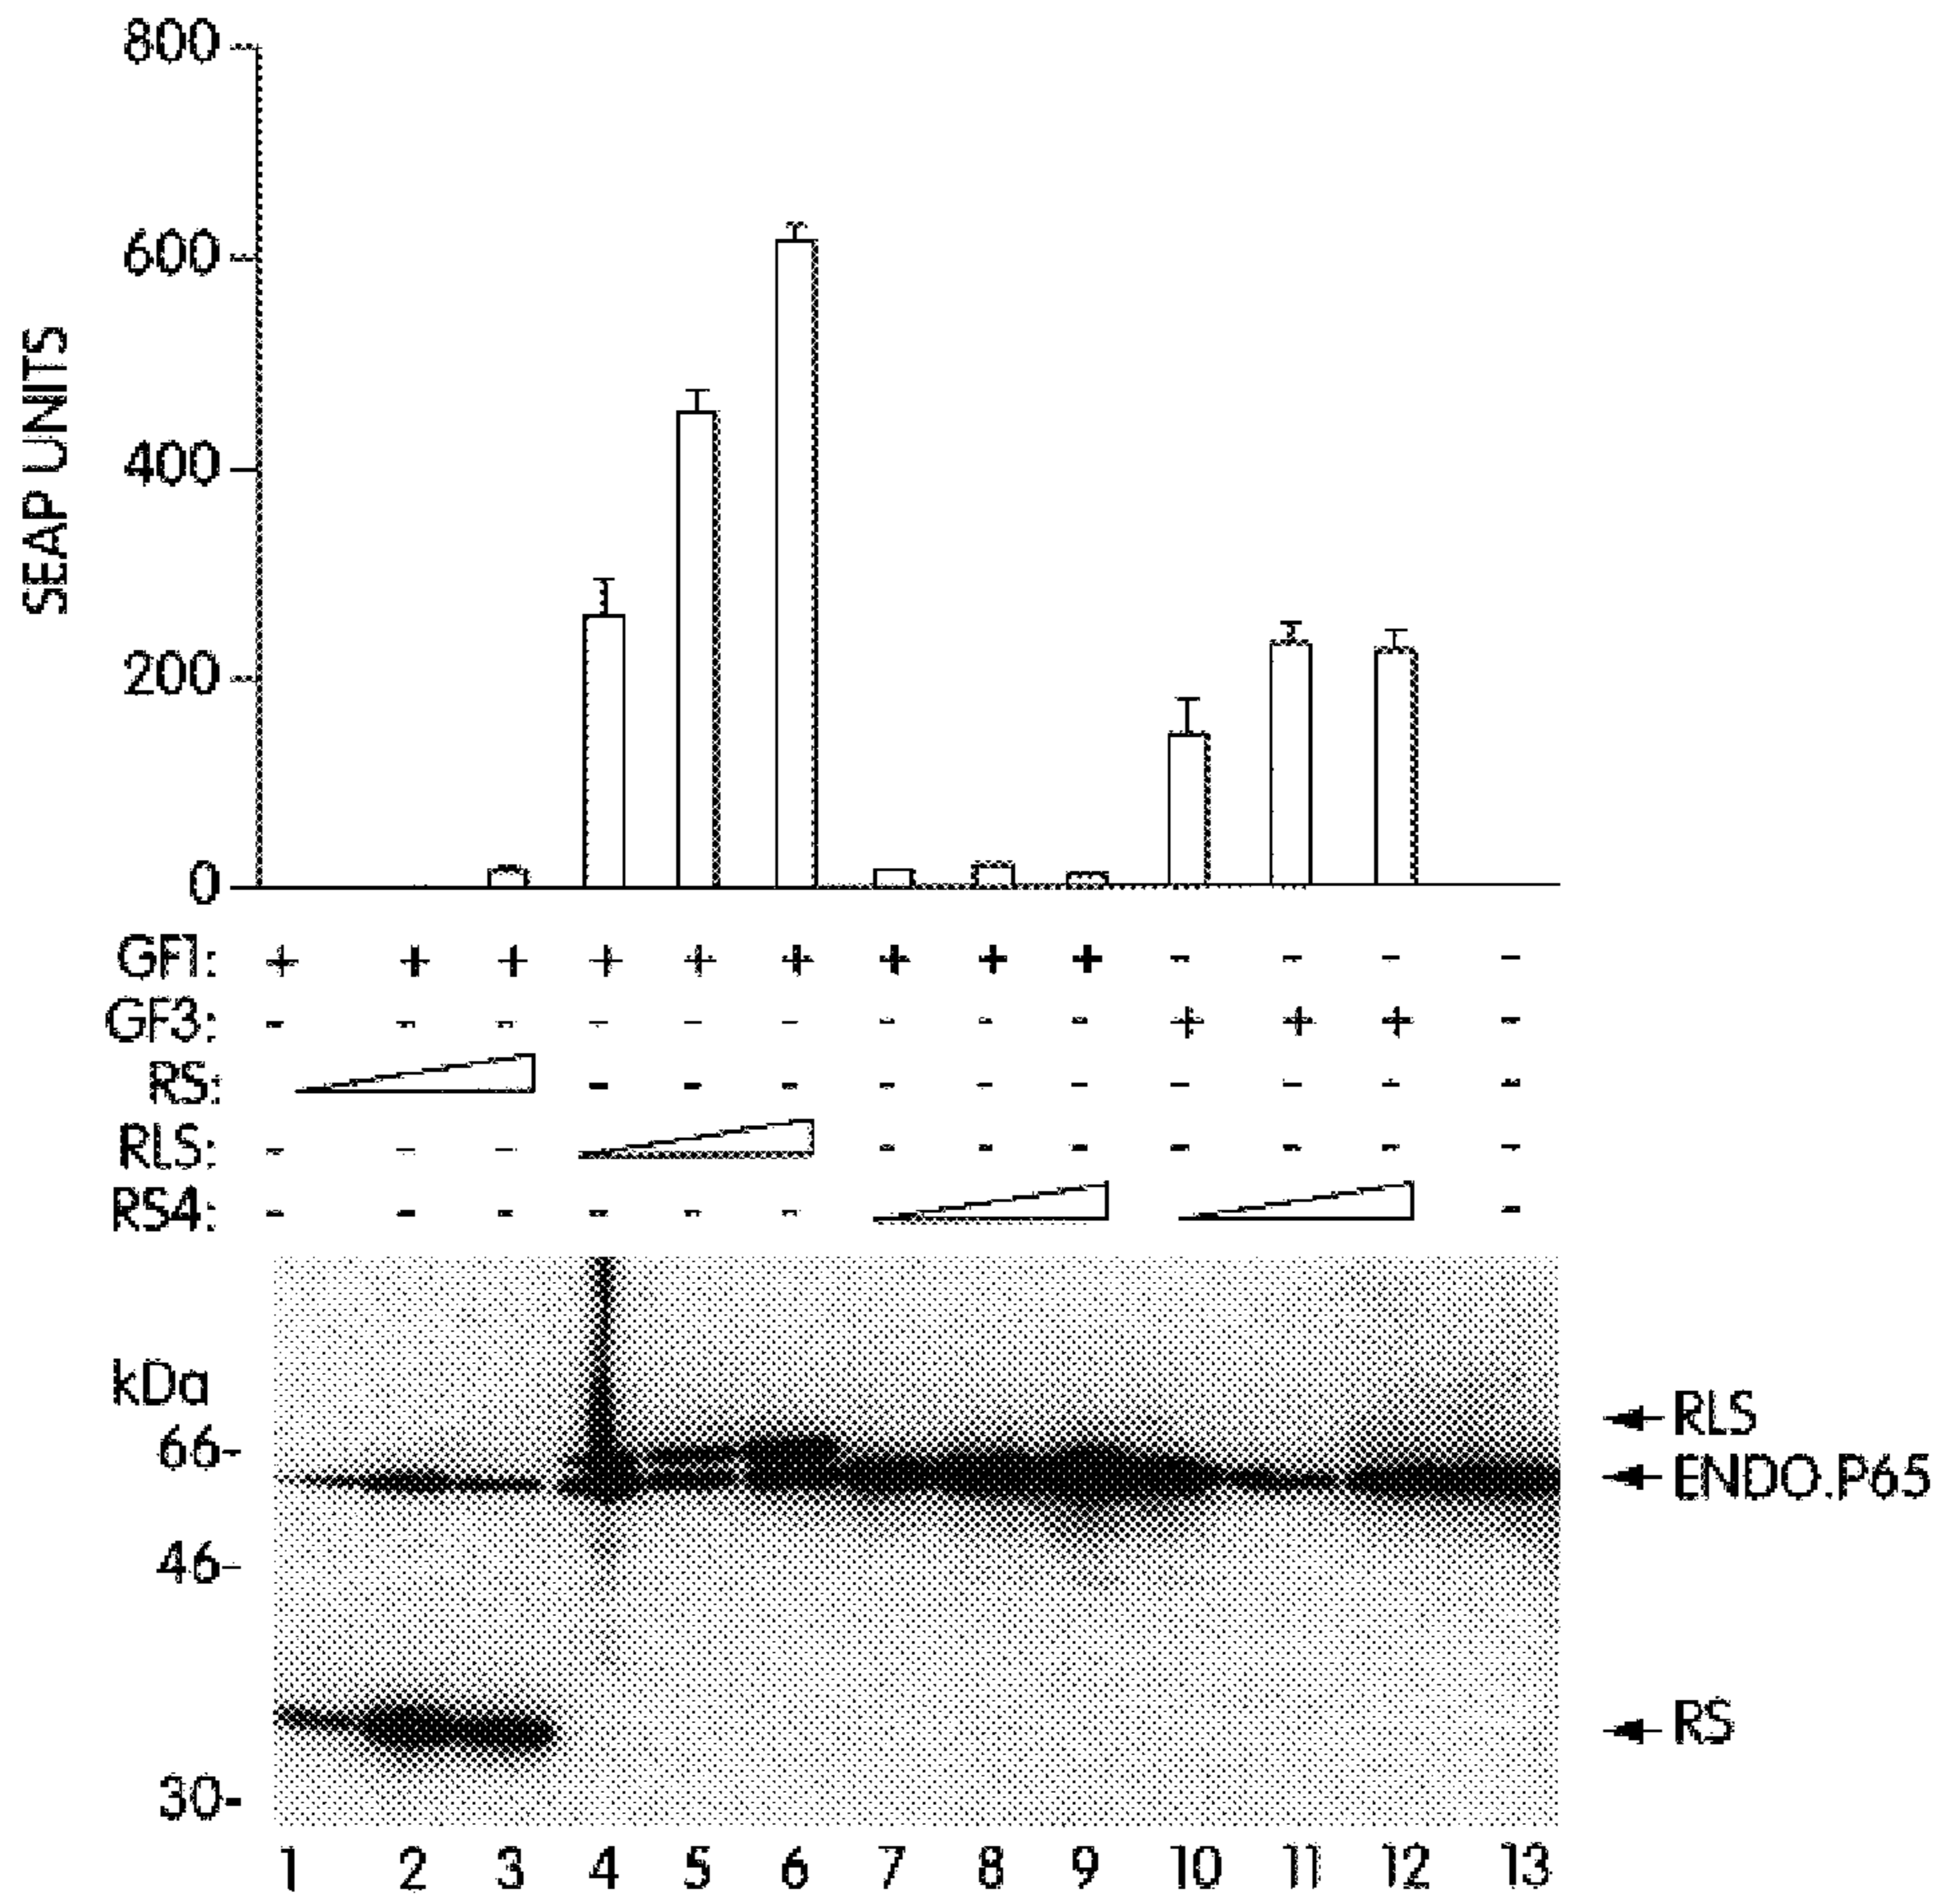 800
600
SEAP UNITS
400
200
0
GF1: + + + + + + + + + - - - -
GF3: - - - - - - - - - + + + -
RS: - - - - - - - - - -
RLS: - - - - - - - - - -
RS4: - - - - - - -
kDa
RLS
66-
ENDO.P65
46-
RS
30-
1 2 3 4 5 6 7 8 9 10 11 12 13